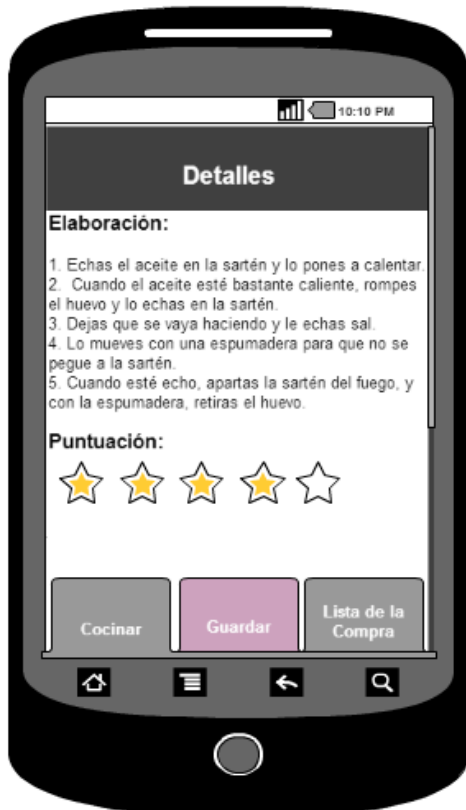 10:10 PM
Detalles
Elaboración:
1. Echas el aceite en la sartén y lo pones a calentar.
2. Cuando el aceite esté bastante caliente, rompes
el huevo y lo echas en la sartén.
3. Dejas que se vaya haciendo y le echas sal.
4. Lo mueves con una espumadera para que no se
pegue a la sartén.
5. Cuando esté echo, apartas la sartén del fuego, y
con la espumadera, retiras el huevo.
Puntuación:
Cocinar
Guardar
Lista de la
Compra